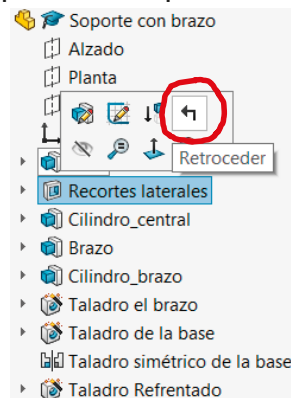 Soporte con brazo
Alzado
Planta
Retroceder
Recortes laterales
Cilindro_central
Brazo
Cilindro_brazo
Taladro el brazo
Taladro de la base
Taladro simétrico de la base
Taladro Refrentado